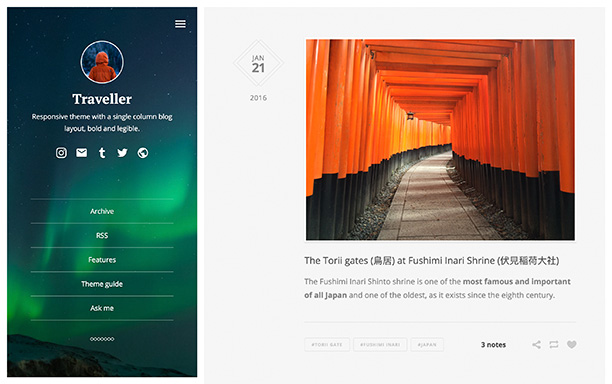 Traveller
Responsive theme with a single column blog
layout, bold and legible.
Archive
RSS
Features
Theme guide
Ask me
JAN
21
2016
The Torii gates (鳥居) at Fushimi Inari Shrine (伏見稲荷大社)
The Fushimi Inari Shinto shrine is one of the most famous and important
of all Japan and one of the oldest, as it exists since the eighth century.
#TORII GATE #FUSHIMI INARI #JAPAN 3 notes